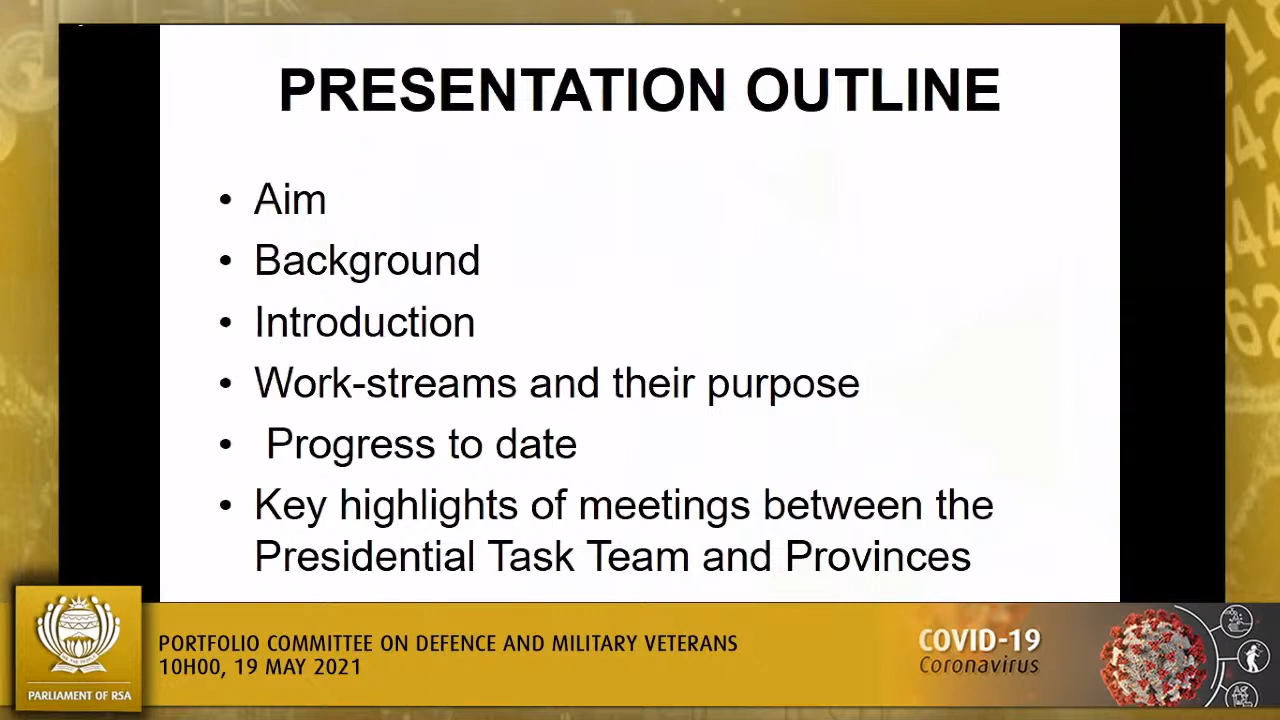 PRESENTATION OUTLINE
• Aim
• Background
• Introduction
• Work-streams and their purpose
• Progress to date
• Key highlights of meetings between the
Presidential Task Team and Provinces
PORTFOLIO COMMITTEE ON DEFENCE AND MILITARY VETERANS
10H00, 19 MAY 2021
COVID-19
Coronavirus
PARLIAMENT OF RSA